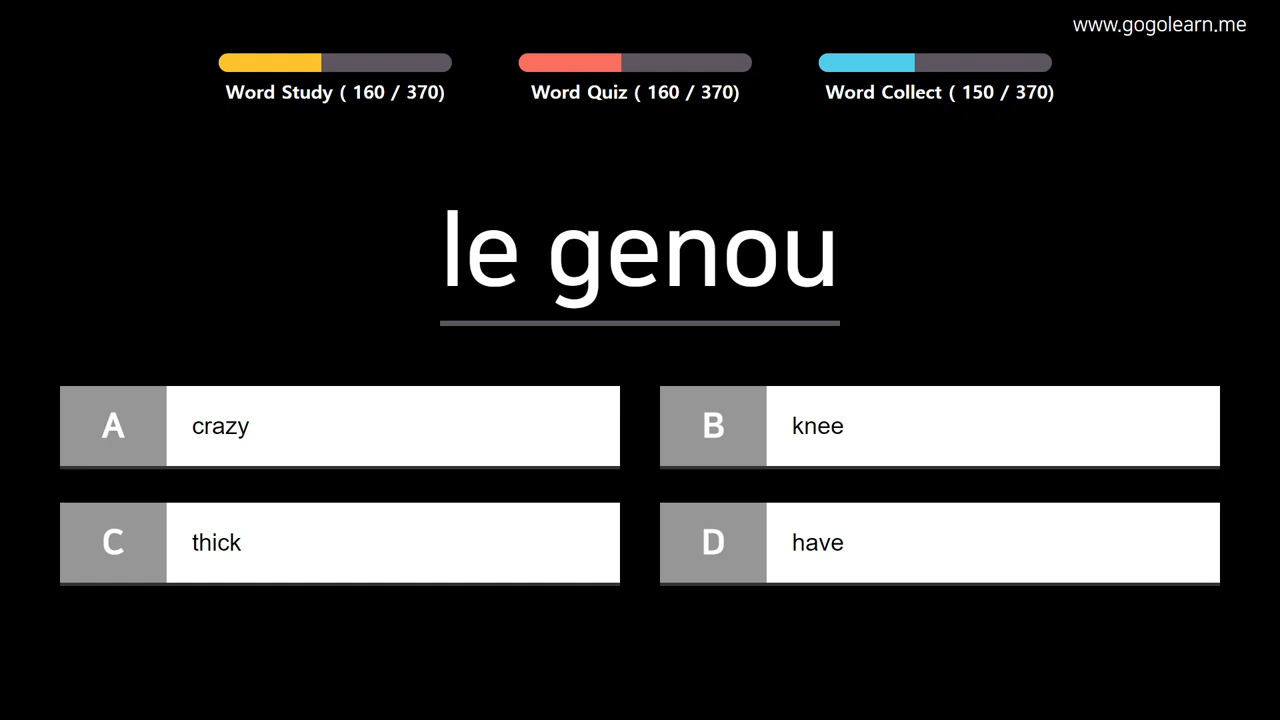 www.gogolearn.me
Word Study ( 160 / 370)
Word Quiz ( 160 / 370)
Word Collect ( 150 / 370)
le genou
A crazy
B knee
C thick
D have